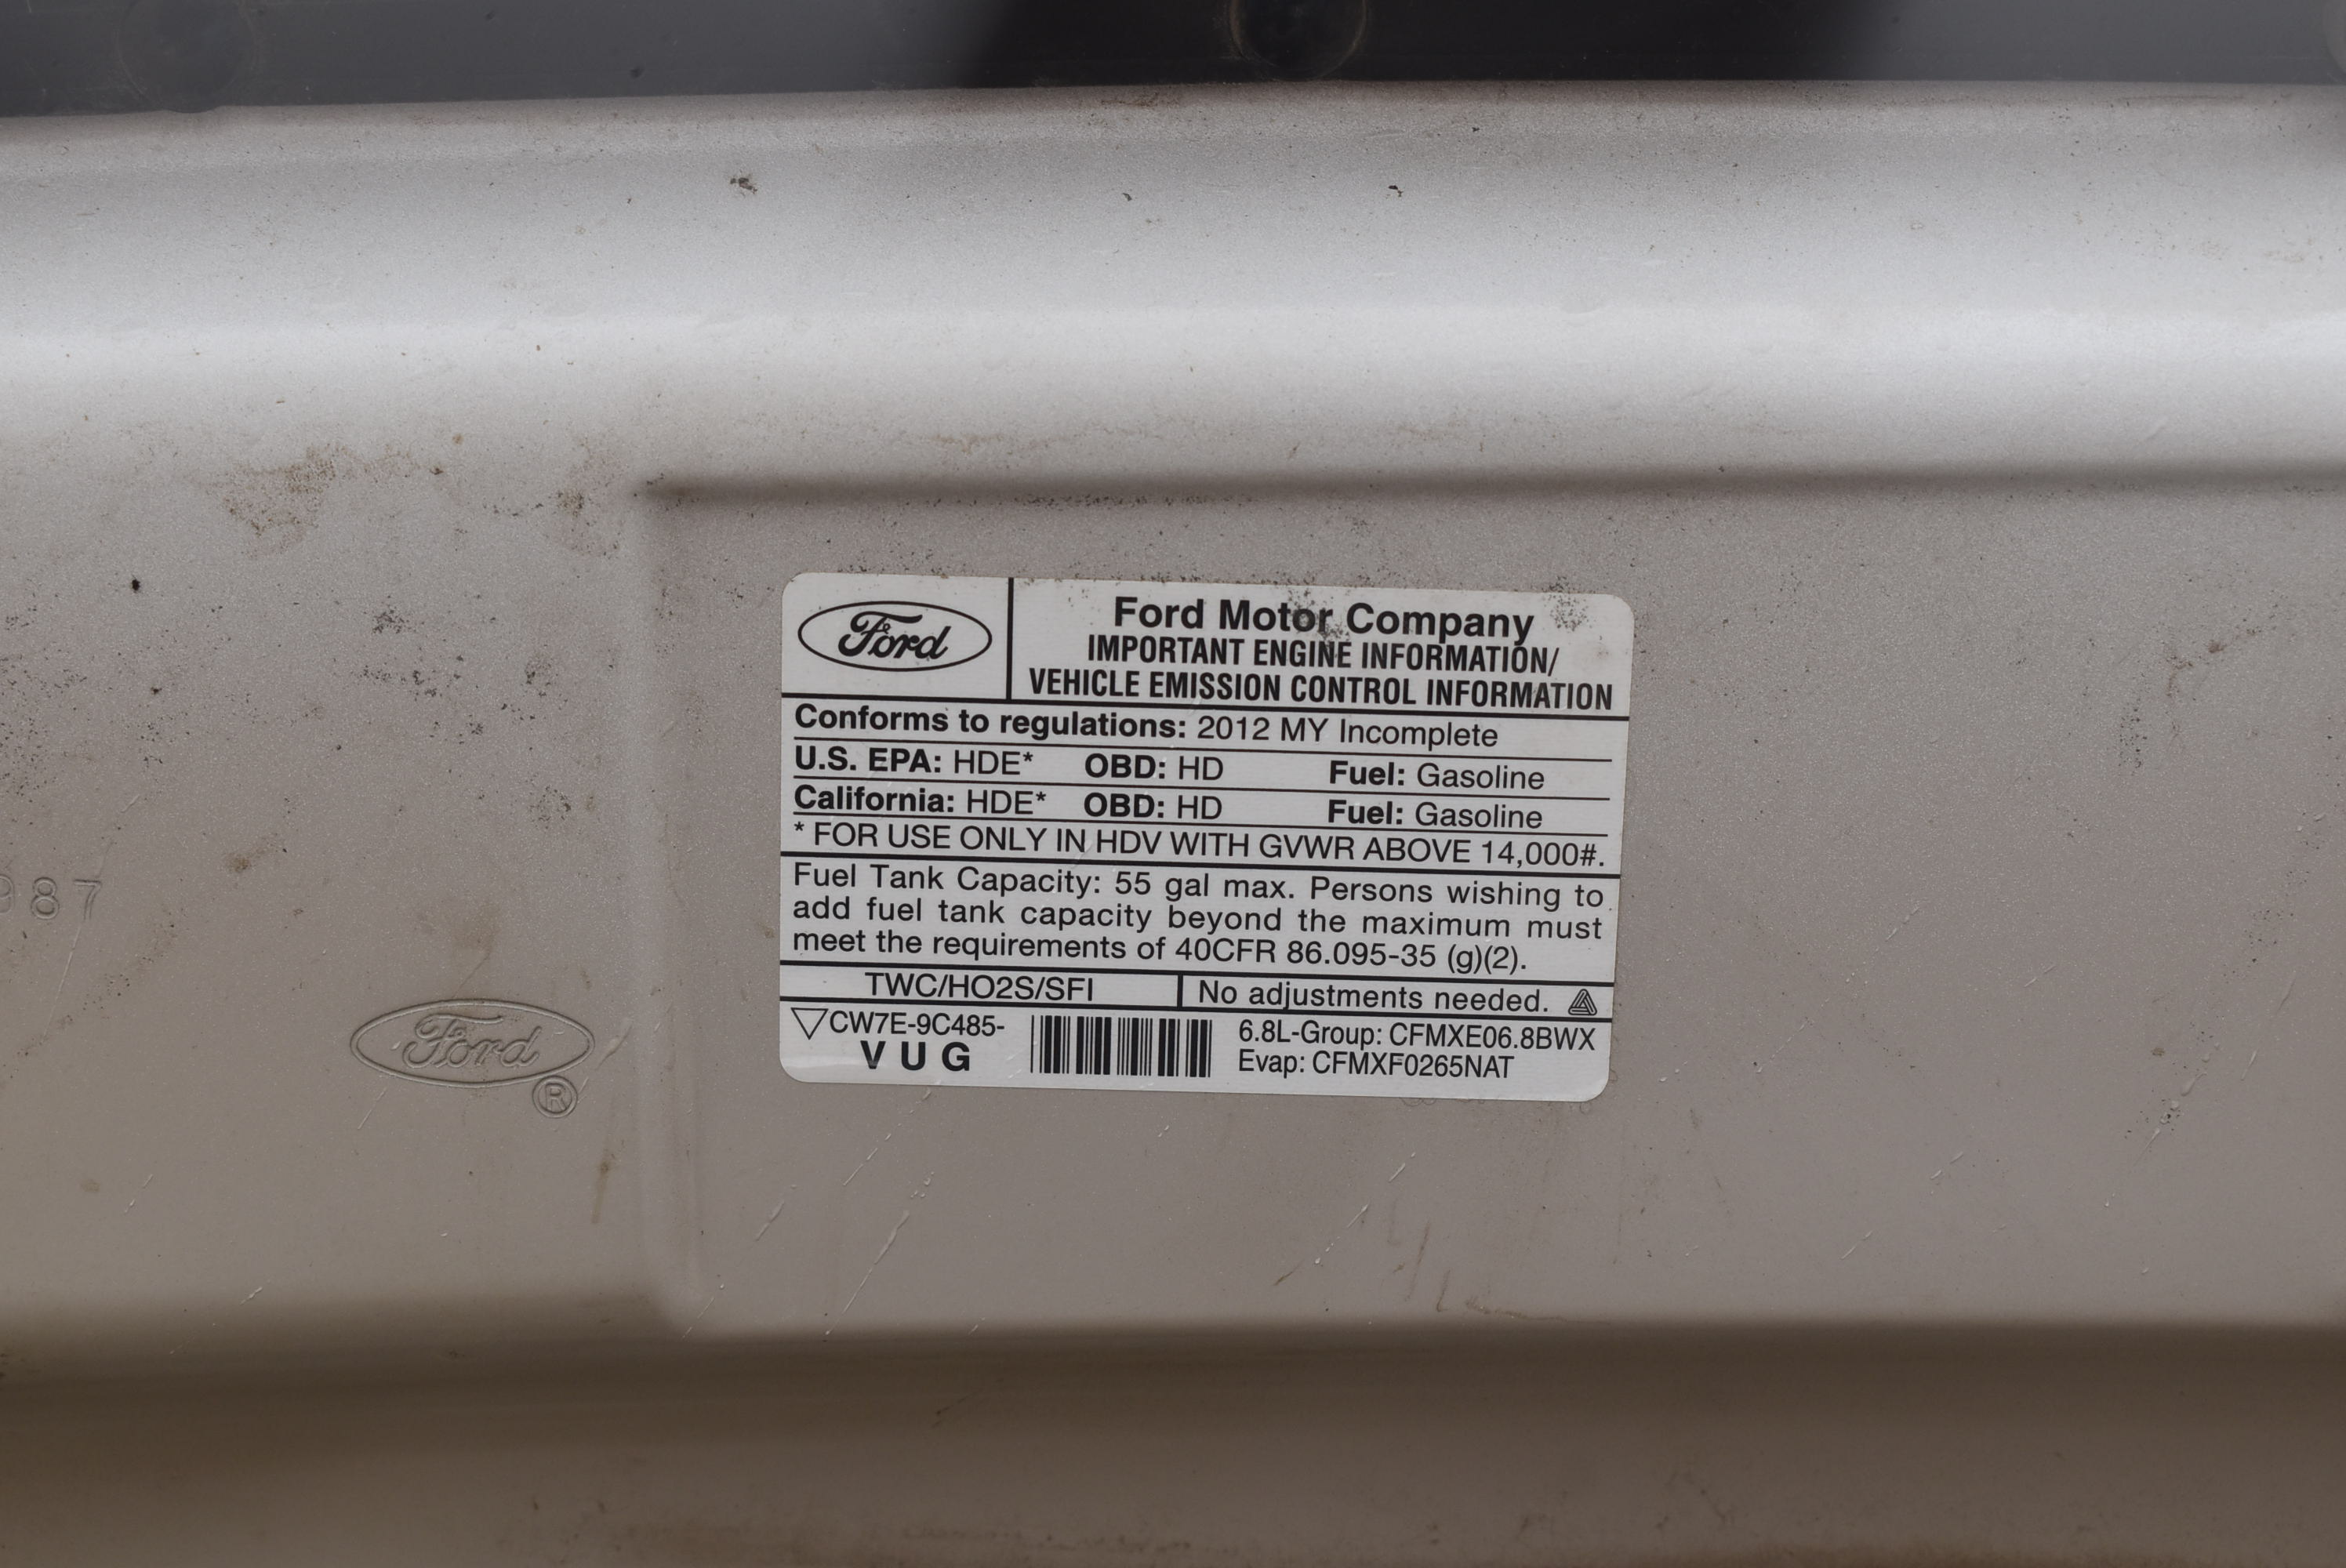 Ford
Ford Motor Company
IMPORTANT ENGINE INFORMATION/
VEHICLE EMISSION CONTROL INFORMATION
Conforms to regulations: 2012 MY Incomplete
U.S. EPA: HDE* OBD: HD Fuel: Gasoline
California: HDE* OBD: HD Fuel: Gasoline
* FOR USE ONLY IN HDV WITH GVWR ABOVE 14,000#.
Fuel Tank Capacity: 55 gal max. Persons wishing to
add fuel tank capacity beyond the maximum must
meet the requirements of 40CFR 86.095-35 (g)(2).
TWC/HO2S/SFI No adjustments needed.
CW7E-9C485-
V U G
6.8L-Group: CFMXE06.8BWX
Evap: CFMXF0265NAT
Ford
®